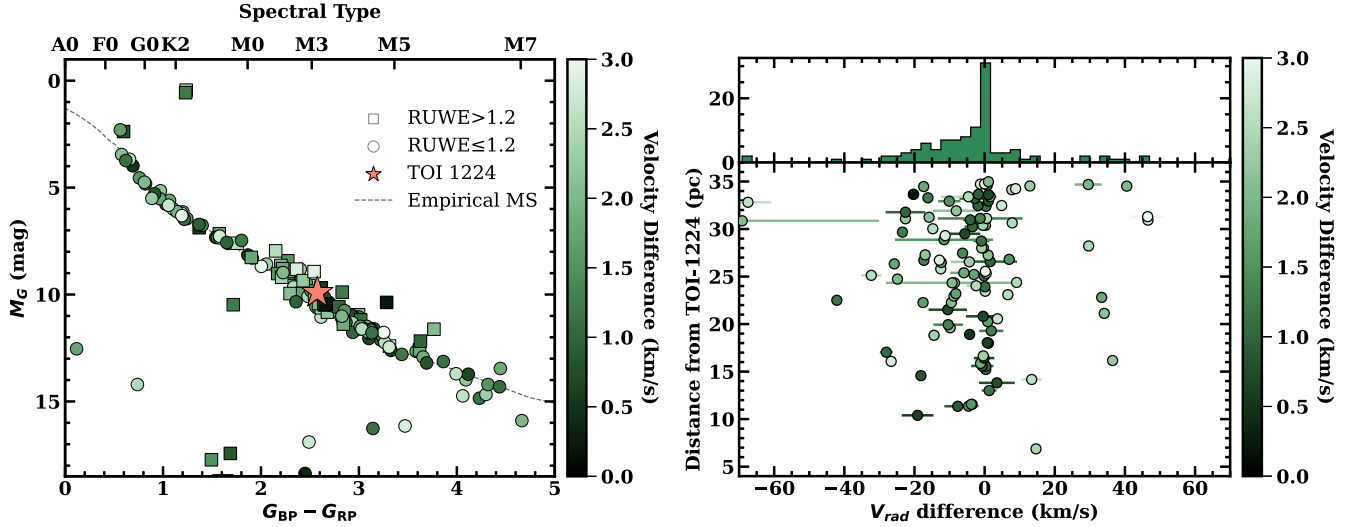 Spectral Type
A0 F0 G0 K2 M0 M3 M5 M7
0
5
10
15
M_G (mag)
0 1 2 3 4 5
G_BP − G_RP
RUWE>1.2
RUWE≤1.2
TOI 1224
Empirical MS
3.0
2.5
2.0
1.5
1.0
0.5
0.0
Velocity Difference (km/s)
20
0
35
30
25
20
15
10
5
Distance from TOI-1224 (pc)
−60 −40 −20 0 20 40 60
V_rad difference (km/s)
3.0
2.5
2.0
1.5
1.0
0.5
0.0
Velocity Difference (km/s)